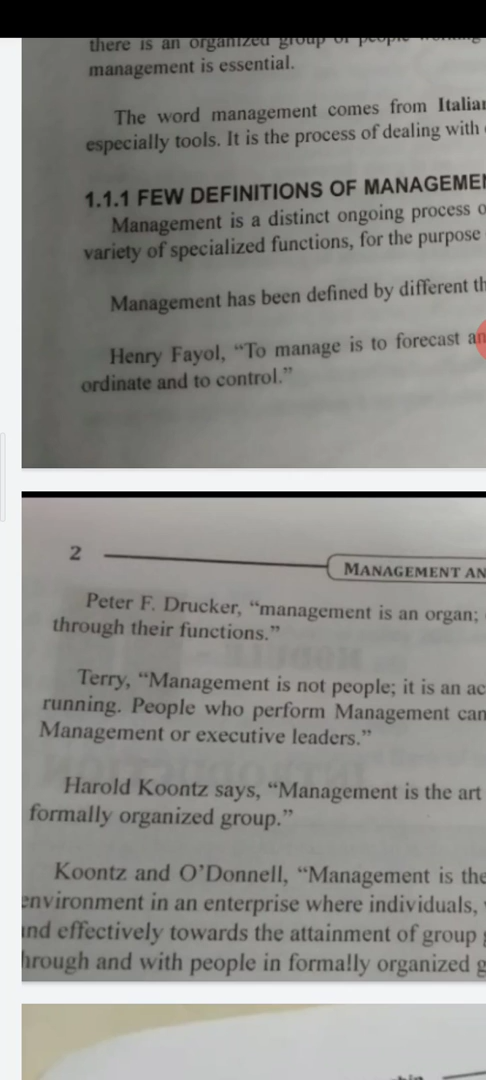 there is an organized group of people working
management is essential.
The word management comes from Italian
especially tools. It is the process of dealing with
1.1.1 FEW DEFINITIONS OF MANAGEME
Management is a distinct ongoing process o
variety of specialized functions, for the purpose
Management has been defined by different th
Henry Fayol, “To manage is to forecast an
ordinate and to control.”
2
MANAGEMENT AN
Peter F. Drucker, “management is an organ;
through their functions.”
Terry, “Management is not people; it is an ac
running. People who perform Management can
Management or executive leaders.”
Harold Koontz says, “Management is the art
formally organized group.”
Koontz and O’Donnell, “Management is the
environment in an enterprise where individuals,
and effectively towards the attainment of group
through and with people in formally organized g